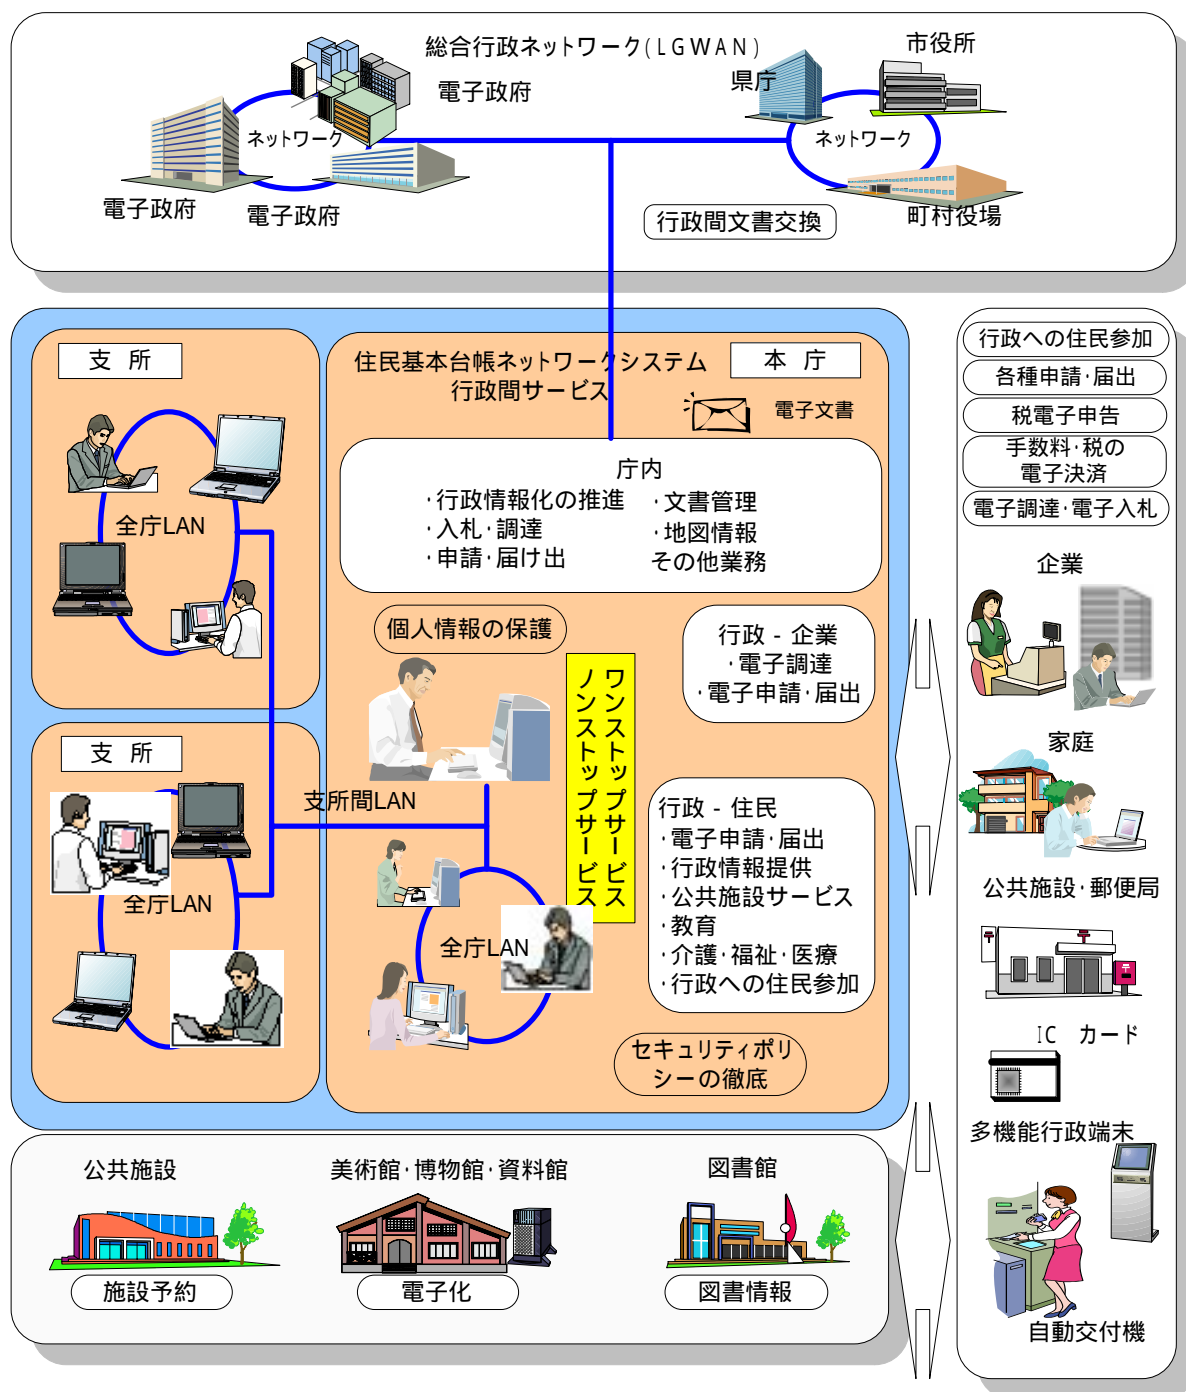 総合行政ネットワーク(LGWAN)
電子政府
県庁
市役所
ネットワーク
ネットワーク
電子政府
電子政府
行政間文書交換
町村役場
支 所
全庁LAN
支 所
全庁LAN
支所間LAN
住民基本台帳ネットワークシステム
行政間サービス
本 庁
電子文書
庁内
･行政情報化の推進
･入札･調達
･申請･届け出
･文書管理
･地図情報
その他業務
個人情報の保護
ワンストップサービス
ノンストップサービス
行政 - 企業
･電子調達
･電子申請･届出
行政 - 住民
･電子申請･届出
･行政情報提供
･公共施設サービス
･教育
･介護･福祉･医療
･行政への住民参加
全庁LAN
セキュリティポリ
シーの徹底
行政への住民参加
各種申請･届出
税電子申告
手数料･税の
電子決済
電子調達･電子入札
企業
家庭
公共施設･郵便局
IC カード
多機能行政端末
自動交付機
公共施設
施設予約
美術館･博物館･資料館
電子化
図書館
図書情報